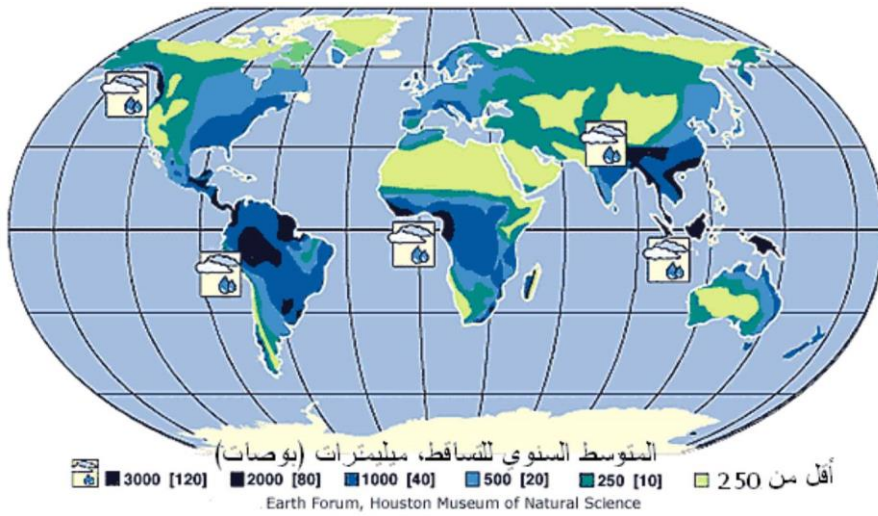 المتوسط السنوي للتساقط، ميليمترات (بوصات)
3000 [120] 2000 [80] 1000 [40] 500 [20] 250 [10] أقل من 250
Earth Forum, Houston Museum of Natural Science